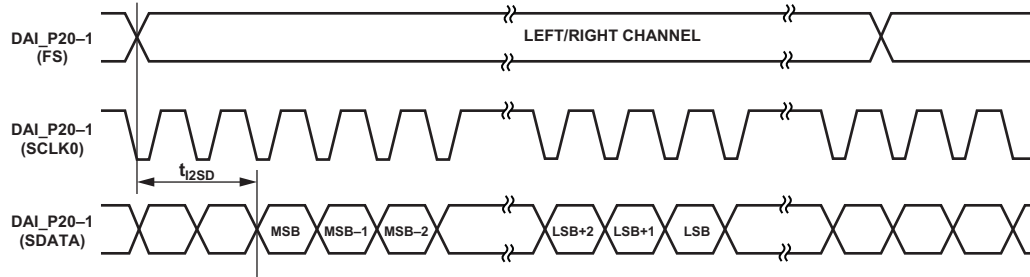 DAI_P20–1
(FS)
LEFT/RIGHT CHANNEL
DAI_P20–1
(SCLK0)
tI2SD
DAI_P20–1
(SDATA)
MSB
MSB–1
MSB–2
LSB+2
LSB+1
LSB